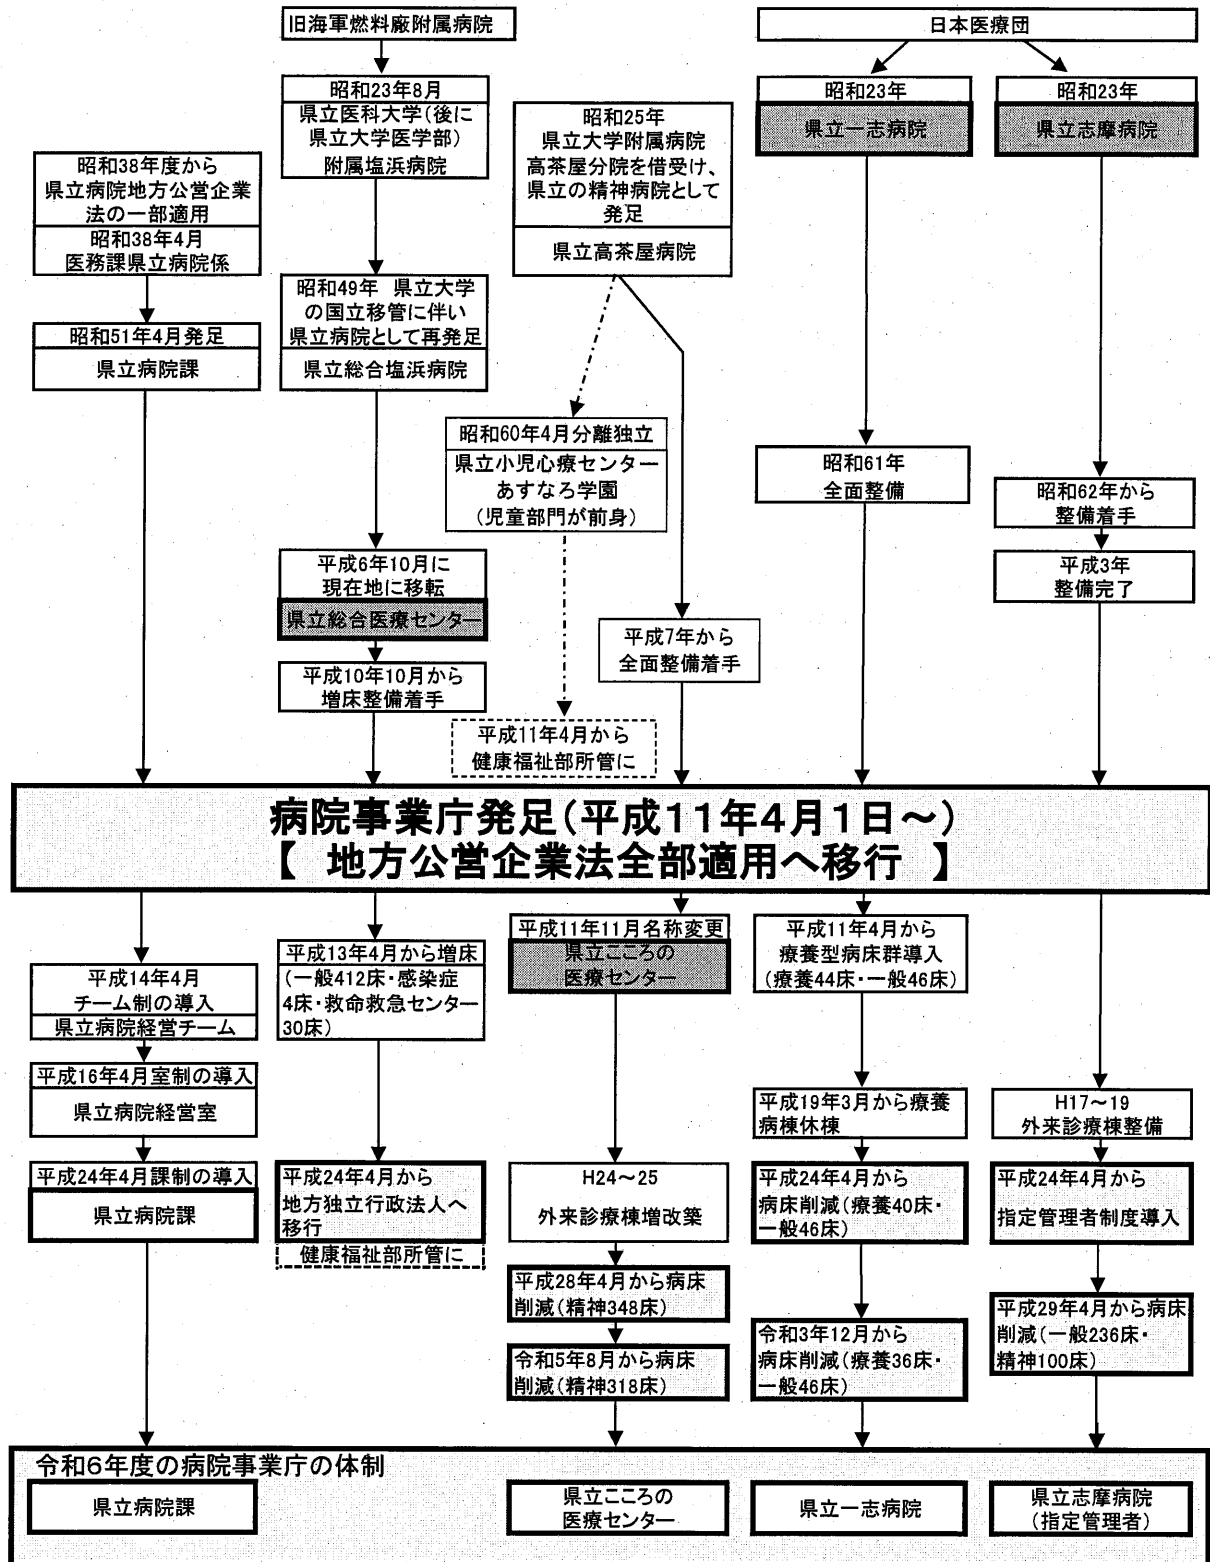 旧海軍燃料廠附属病院
日本医療団
昭和23年8月
県立医科大学(後に
県立大学医学部)
附属塩浜病院
昭和25年
県立大学附属病院
高茶屋分院を借受け、
県立の精神病院として
発足
県立高茶屋病院
昭和23年
県立一志病院
昭和23年
県立志摩病院
昭和38年度から
県立病院地方公営企業
法の一部適用
昭和38年4月
医務課県立病院係
昭和51年4月発足
県立病院課
昭和49年 県立大学
の国立移管に伴い
県立病院として再発足
県立総合塩浜病院
昭和60年4月分離独立
県立小児心療センター
あすなろ学園
(児童部門が前身)
昭和61年
全面整備
昭和62年から
整備着手
平成3年
整備完了
平成6年10月に
現在地に移転
県立総合医療センター
平成10年10月から
増床整備着手
平成7年から
全面整備着手
平成11年4月から
健康福祉部所管に
病院事業庁発足(平成11年4月1日~)
【 地方公営企業法全部適用へ移行 】
平成14年4月
チーム制の導入
県立病院経営チーム
平成16年4月室制の導入
県立病院経営室
平成24年4月課制の導入
県立病院課
平成13年4月から増床
(一般412床・感染症
4床・救命救急センター
30床)
平成24年4月から
地方独立行政法人へ
移行
健康福祉部所管に
平成11年11月名称変更
県立こころの
医療センター
H24~25
外来診療棟増改築
平成28年4月から病床
削減(精神348床)
令和5年8月から病床
削減(精神318床)
平成11年4月から
療養型病床群導入
(療養44床・一般46床)
平成19年3月から療養
病棟休棟
平成24年4月から
病床削減(療養40床・
一般46床)
令和3年12月から
病床削減(療養36床・
一般46床)
H17~19
外来診療棟整備
平成24年4月から
指定管理者制度導入
平成29年4月から病床
削減(一般236床・
精神100床)
令和6年度の病院事業庁の体制
県立病院課
県立こころの
医療センター
県立一志病院
県立志摩病院
(指定管理者)